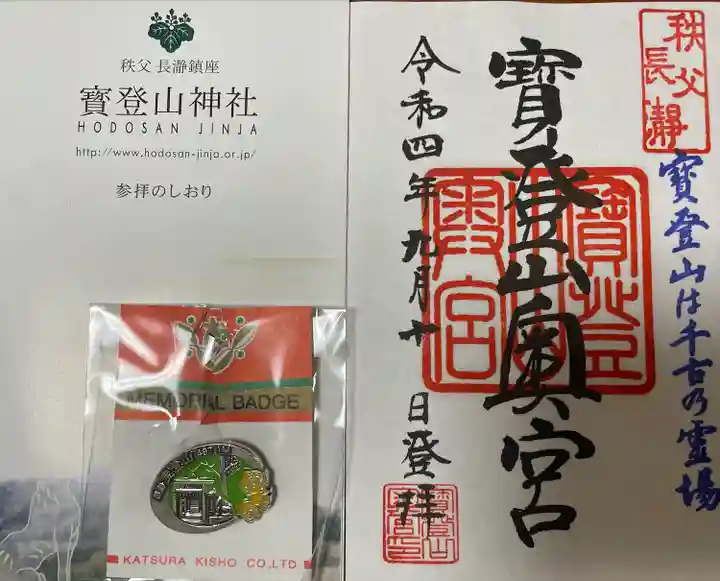 秩父 長瀞鎮座
寳登山神社
HODOSAN JINJA
http://www.hodosan-jinja.or.jp/
参拝のしおり
MEMORIAL BADGE
KATSURA KISHO CO.,LTD
秩父
長瀞
寳登山は千古乃霊場
寳登山奥宮
令和四年九月十日登拝